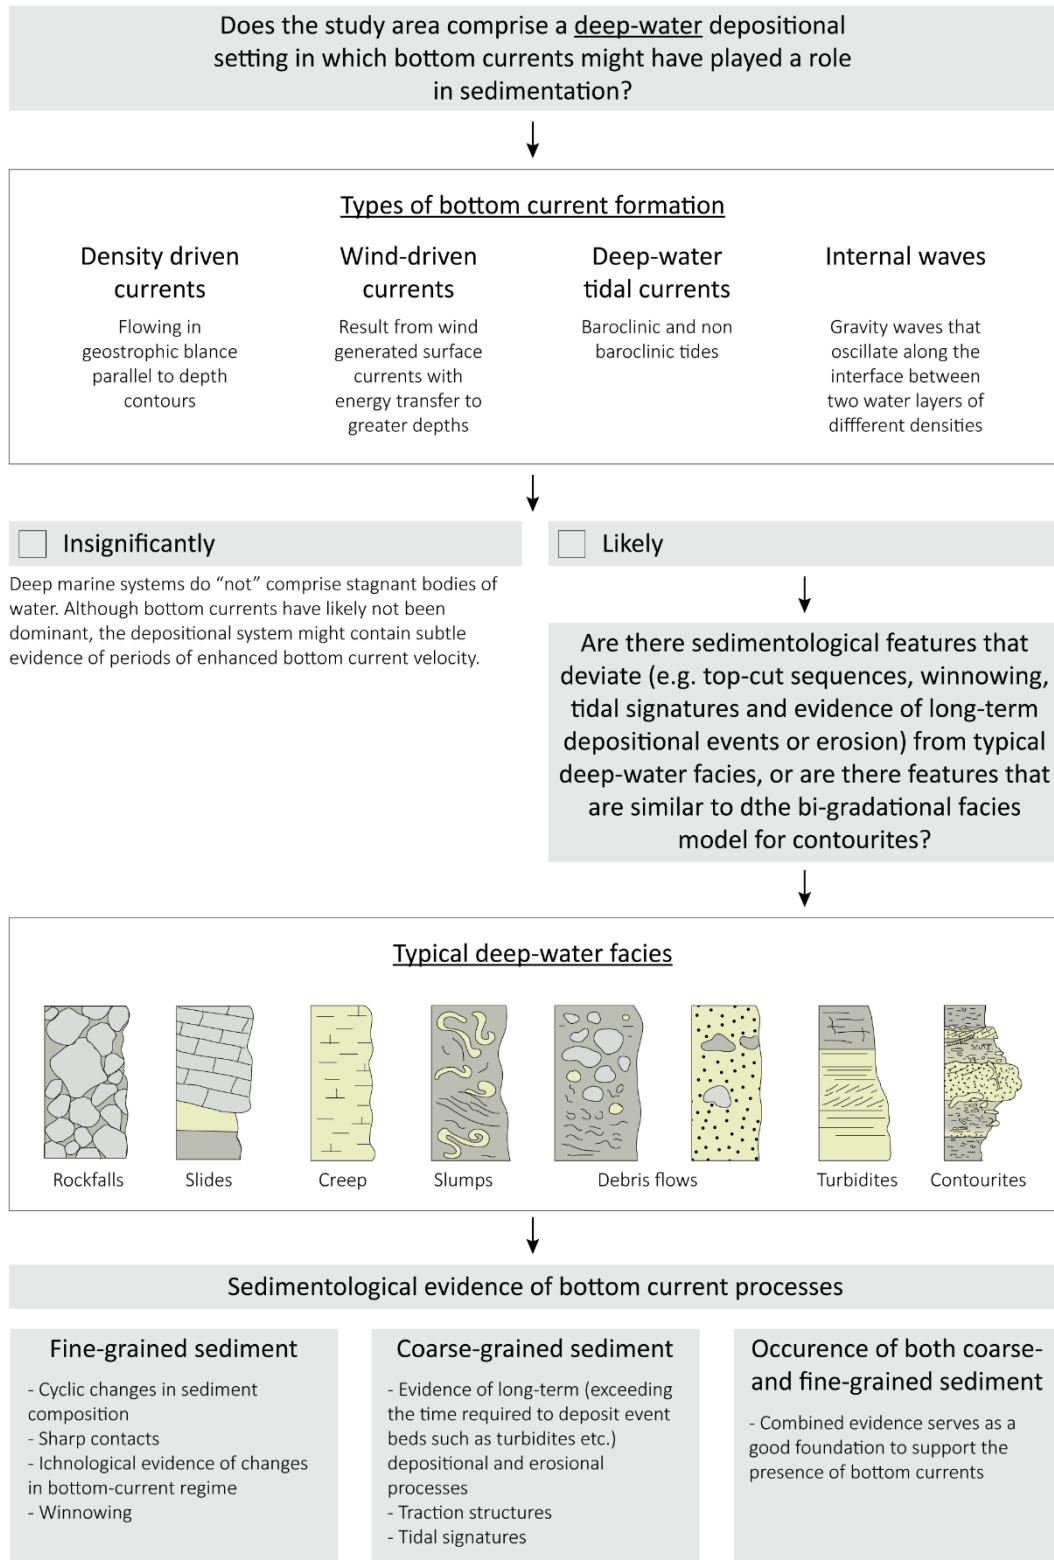 Does the study area comprise a deep-water depositional
setting in which bottom currents might have played a role
in sedimentation?
Types of bottom current formation
Density driven
currents
Flowing in
geostrophic blance
parallel to depth
contours
Wind-driven
currents
Result from wind
generated surface
currents with
energy transfer to
greater depths
Deep-water
tidal currents
Baroclinic and non
baroclinic tides
Internal waves
Gravity waves that
oscillate along the
interface between
two water layers of
diffferent densities
Insignificantly
Deep marine systems do “not” comprise stagnant bodies of
water. Although bottom currents have likely not been
dominant, the depositional system might contain subtle
evidence of periods of enhanced bottom current velocity.
Likely
Are there sedimentological features that
deviate (e.g. top-cut sequences, winnowing,
tidal signatures and evidence of long-term
depositional events or erosion) from typical
deep-water facies, or are there features that
are similar to dthe bi-gradational facies
model for contourites?
Typical deep-water facies
Rockfalls
Slides
Creep
Slumps
Debris flows
Turbidites
Contourites
Sedimentological evidence of bottom current processes
Fine-grained sediment
- Cyclic changes in sediment
composition
- Sharp contacts
- Ichnological evidence of changes
in bottom-current regime
- Winnowing
Coarse-grained sediment
- Evidence of long-term (exceeding
the time required to deposit event
beds such as turbidites etc.)
depositional and erosional
processes
- Traction structures
- Tidal signatures
Occurence of both coarse-
and fine-grained sediment
- Combined evidence serves as a
good foundation to support the
presence of bottom currents